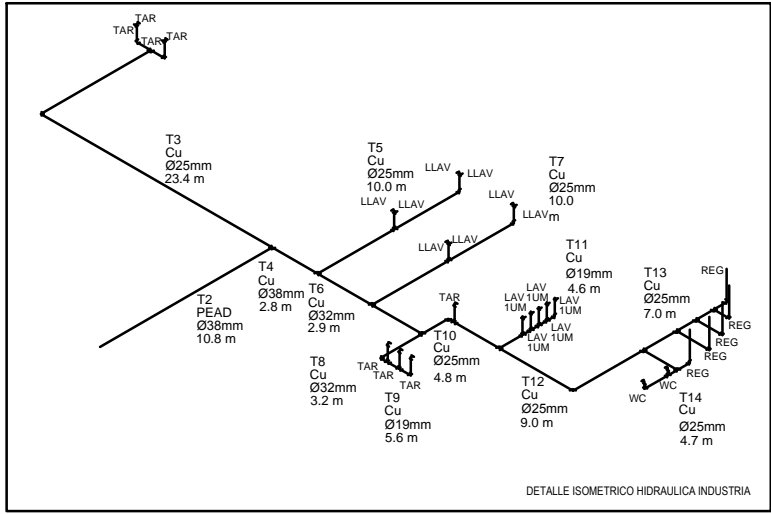 TAR
TAR
TAR
TAR
T3
Cu
Ø25mm
23.4 m
T5
Cu
Ø25mm
10.0 m
LLAV
LLAV
LLAV
LLAV
T7
Cu
Ø25mm
10.0
LLAV
LLAV m
LLAV
LLAV
T2
PEAD
Ø38mm
10.8 m
T4
Cu
Ø38mm
2.8 m
T6
Cu
Ø32mm
2.9 m
T11
Cu
Ø19mm
4.6 m
TAR
LAV
1UM
LAV
1UM
LAV
1UM
LAV
1UM
LAV
1UM
T13
Cu
Ø25mm
7.0 m
REG
REG
REG
REG
REG
T8
Cu
Ø32mm
3.2 m
TAR
TAR
TAR
T9
Cu
Ø19mm
5.6 m
T10
Cu
Ø25mm
4.8 m
T12
Cu
Ø25mm
9.0 m
WC
WC
T14
Cu
Ø25mm
4.7 m
DETALLE ISOMETRICO HIDRAULICA INDUSTRIA